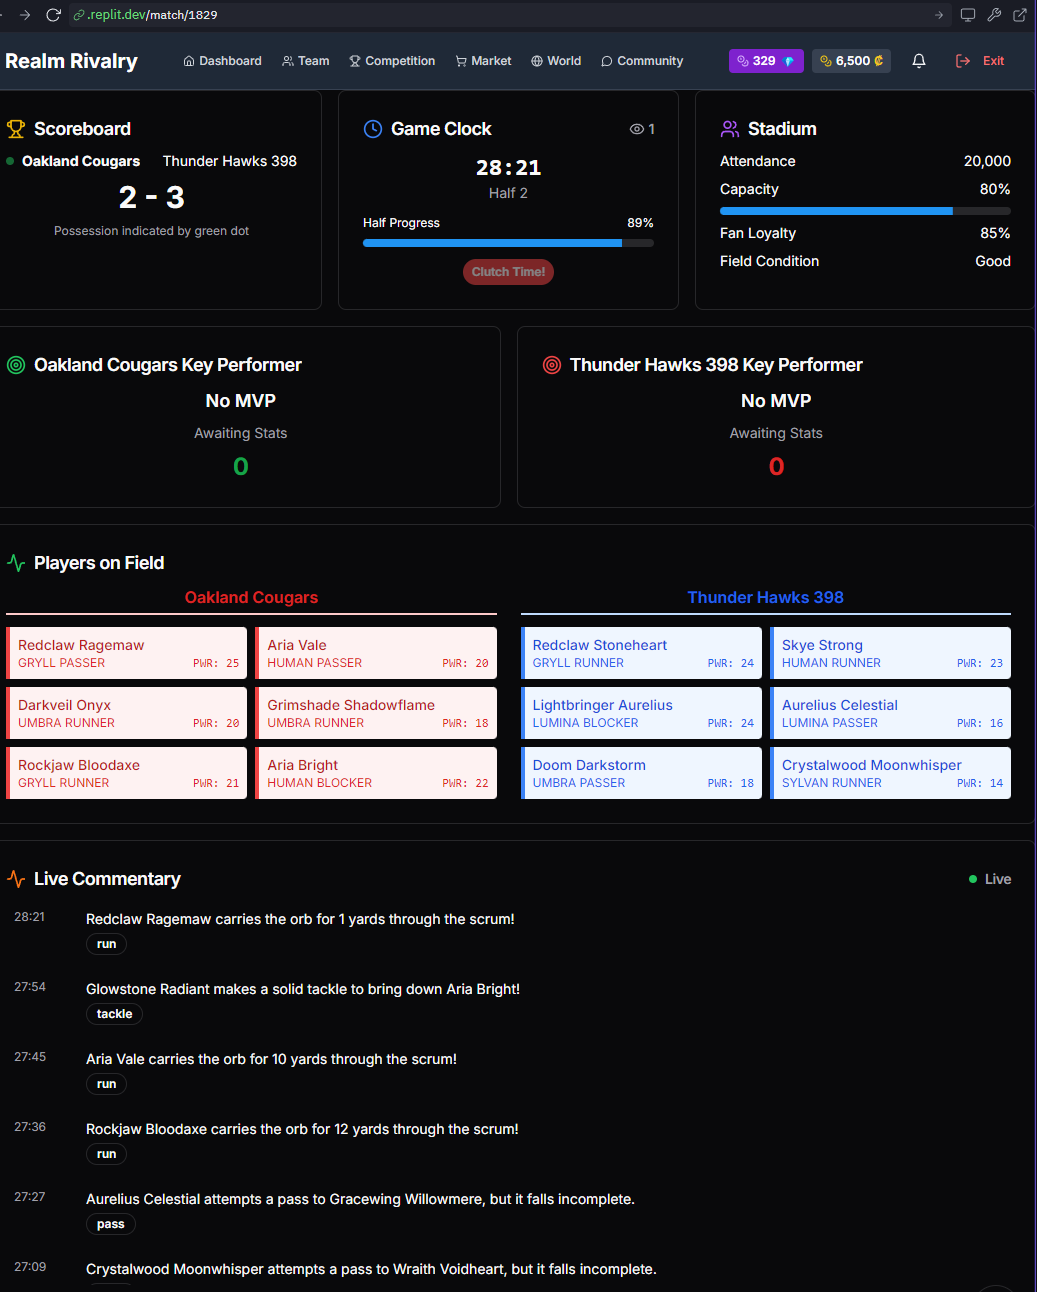 .replit.dev/match/1829
Realm Rivalry
Dashboard
Team
Competition
Market
World
Community
329
6,500
Exit
Scoreboard
Oakland Cougars
Thunder Hawks 398
2 - 3
Possession indicated by green dot
Game Clock
1
28:21
Half 2
Half Progress
89%
Clutch Time!
Stadium
Attendance
20,000
Capacity
80%
Fan Loyalty
85%
Field Condition
Good
Oakland Cougars Key Performer
No MVP
Awaiting Stats
0
Thunder Hawks 398 Key Performer
No MVP
Awaiting Stats
0
Players on Field
Oakland Cougars
Redclaw Ragemaw
GRYLL PASSER
PWR: 25
Aria Vale
HUMAN PASSER
PWR: 20
Darkveil Onyx
UMBRA RUNNER
PWR: 20
Grimshade Shadowflame
UMBRA RUNNER
PWR: 18
Rockjaw Bloodaxe
GRYLL RUNNER
PWR: 21
Aria Bright
HUMAN BLOCKER
PWR: 22
Thunder Hawks 398
Redclaw Stoneheart
GRYLL RUNNER
PWR: 24
Skye Strong
HUMAN RUNNER
PWR: 23
Lightbringer Aurelius
LUMINA BLOCKER
PWR: 24
Aurelius Celestial
LUMINA PASSER
PWR: 16
Doom Darkstorm
UMBRA PASSER
PWR: 18
Crystalwood Moonwhisper
SYLVAN RUNNER
PWR: 14
Live Commentary
Live
28:21
Redclaw Ragemaw carries the orb for 1 yards through the scrum!
run
27:54
Glowstone Radiant makes a solid tackle to bring down Aria Bright!
tackle
27:45
Aria Vale carries the orb for 10 yards through the scrum!
run
27:36
Rockjaw Bloodaxe carries the orb for 12 yards through the scrum!
run
27:27
Aurelius Celestial attempts a pass to Gracewing Willowmere, but it falls incomplete.
pass
27:09
Crystalwood Moonwhisper attempts a pass to Wraith Voidheart, but it falls incomplete.